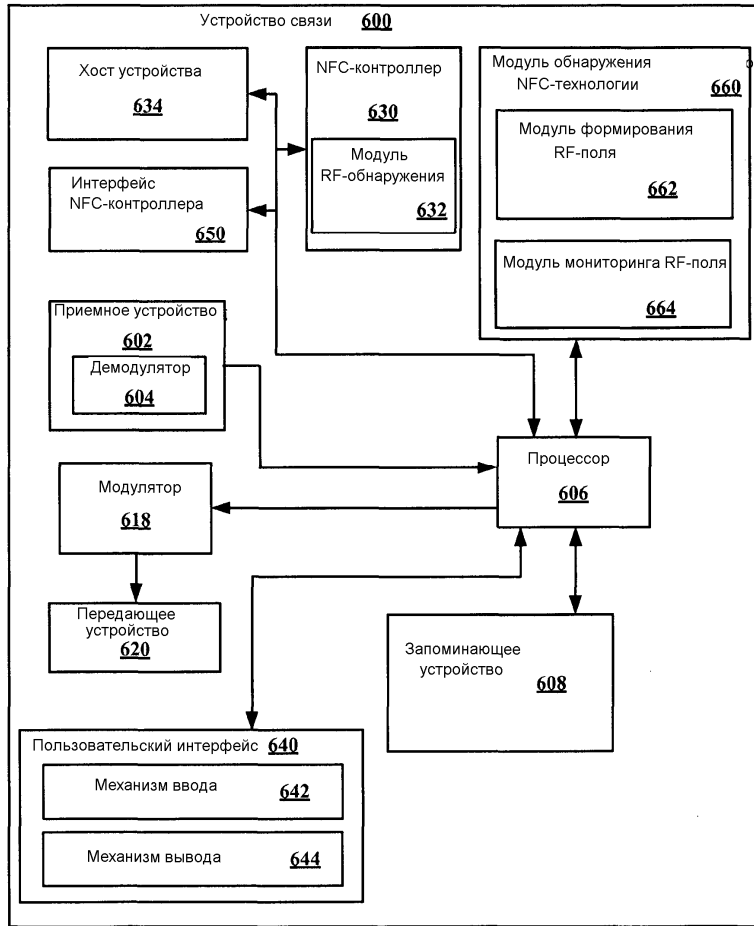 Устройство связи 600
Хост устройства
634
NFC-контроллер
630
Модуль
RF-обнаружения
632
Модуль обнаружения
NFC-технологии 660
Модуль формирования
RF-поля
662
Модуль мониторинга RF-поля
664
Интерфейс
NFC-контроллера
650
Приемное устройство
602
Демодулятор
604
Процессор
606
Модулятор
618
Передающее
устройство
620
Запоминающее
устройство 608
Пользовательский интерфейс 640
Механизм ввода 642
Механизм вывода 644